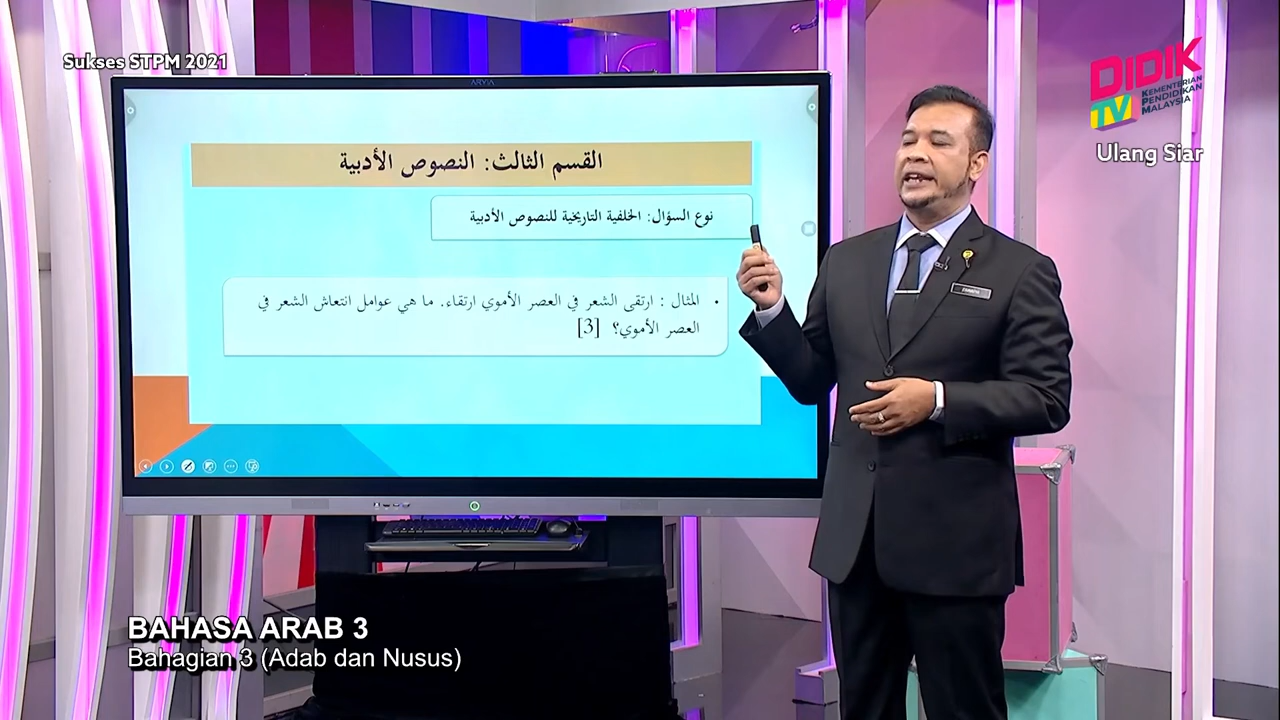 Sukses STPM 2021
DIDIK
TV
KEMENTERIAN
PENDIDIKAN
MALAYSIA
Ulang Siar
القسم الثالث: النصوص الأدبية
نوع السؤال: الخلفية التاريخية للنصوص الأدبية
• المثال : ارتقى الشعر في العصر الأموي ارتقاء. ما هي عوامل انتعاش الشعر في
العصر الأموي؟ [3]
BAHASA ARAB 3
Bahagian 3 (Adab dan Nusus)